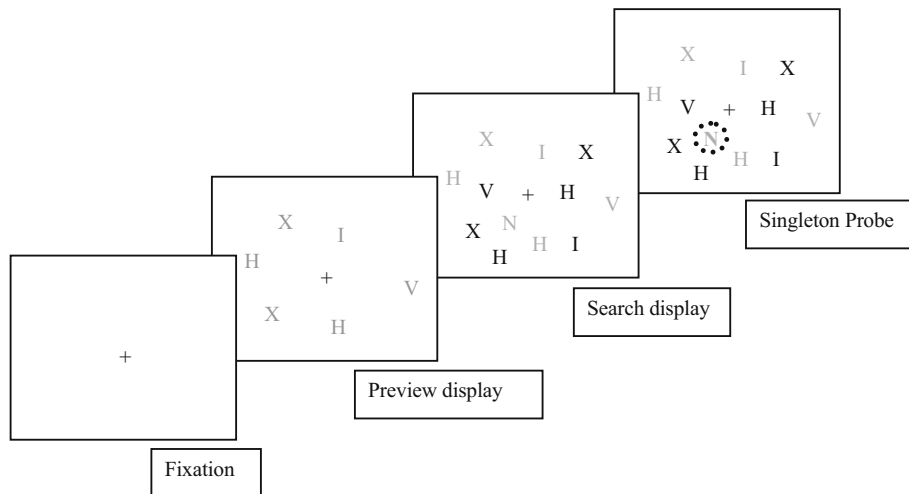 X
I X
H
V + H
V
X N
H I
H
Singleton Probe
X
I X
H
V + H
V
N
X
H I
H
Search display
X
I
H
+
V
X
H
Preview display
+
Fixation